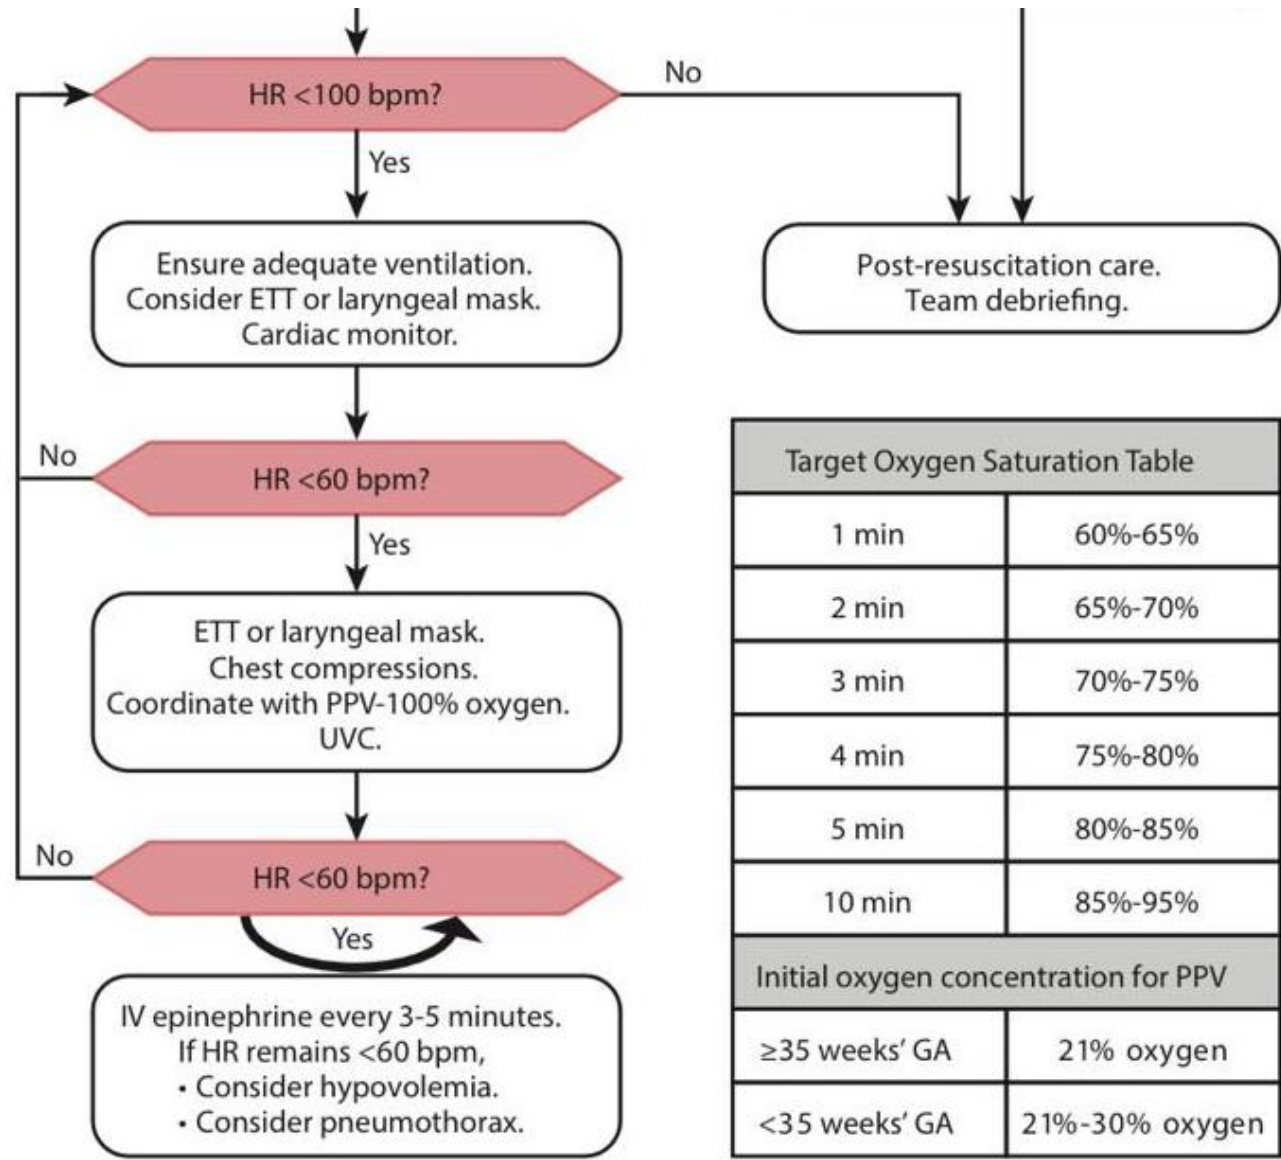 HR <100 bpm?
No
Yes
Ensure adequate ventilation.
Consider ETT or laryngeal mask.
Cardiac monitor.
Post-resuscitation care.
Team debriefing.
No
HR <60 bpm?
Yes
ETT or laryngeal mask.
Chest compressions.
Coordinate with PPV-100% oxygen.
UVC.
No
HR <60 bpm?
Yes
IV epinephrine every 3-5 minutes.
If HR remains <60 bpm,
• Consider hypovolemia.
• Consider pneumothorax.
Target Oxygen Saturation Table
1 min 60%-65%
2 min 65%-70%
3 min 70%-75%
4 min 75%-80%
5 min 80%-85%
10 min 85%-95%
Initial oxygen concentration for PPV
≥35 weeks' GA 21% oxygen
<35 weeks' GA 21%-30% oxygen